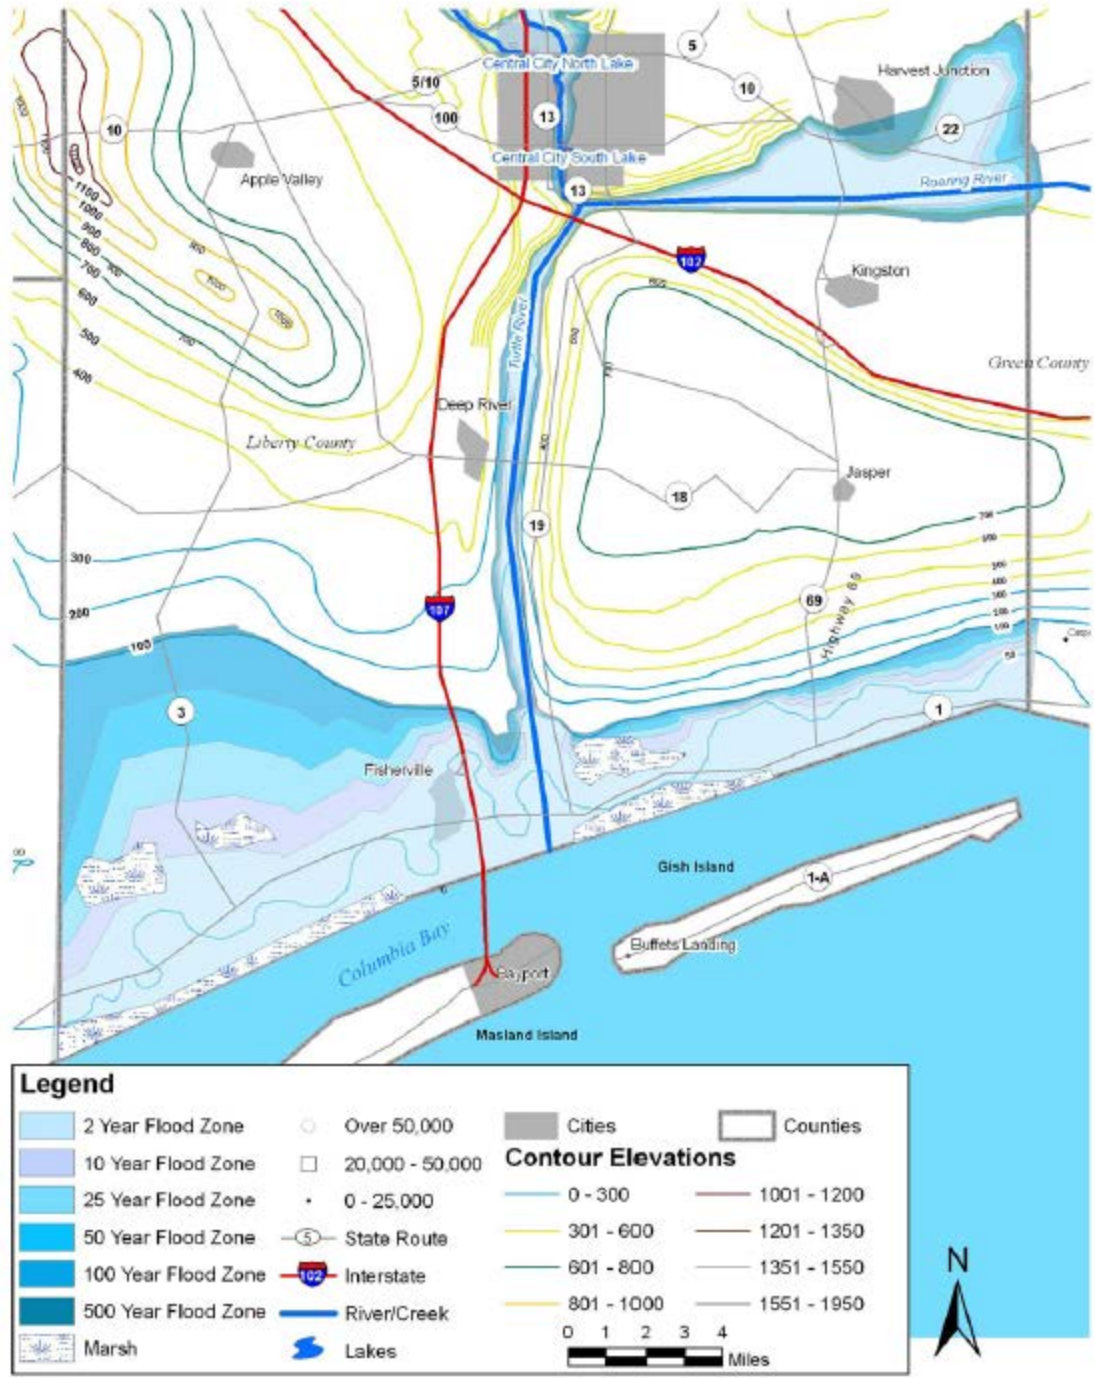 5
Central City North Lake
Harvest Junction
5/10
10
100
13
10
22
Central City South Lake
Apple Valley
1100
1000
900
800
700
600
500
400
13
Roaring River
102
Kingston
Turtle River
Green County
Deep River
400
Liberty County
Jasper
18
19
700
300
200
100
107
69
Highway 69
50
3
1
Fisherville
Gish Island
1-A
Columbia Bay
Buffets Landing
Bayport
Masland Island
Legend
2 Year Flood Zone
10 Year Flood Zone
25 Year Flood Zone
50 Year Flood Zone
100 Year Flood Zone
500 Year Flood Zone
Marsh
Over 50,000
20,000 - 50,000
0 - 25,000
5 State Route
102 Interstate
River/Creek
Lakes
Cities
Counties
Contour Elevations
0 - 300
301 - 600
601 - 800
801 - 1000
1001 - 1200
1201 - 1350
1351 - 1550
1551 - 1950
0 1 2 3 4
Miles
N